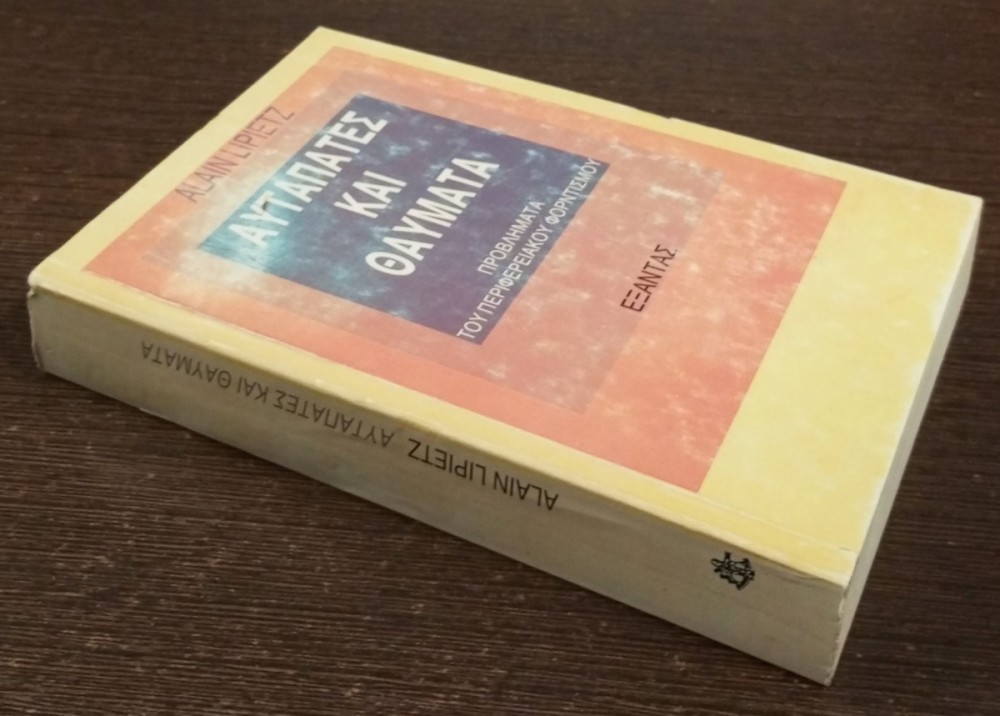 ALAIN LIPIETZ
ΑΥΤΑΠΑΤΕΣ
ΚΑΙ
ΘΑΥΜΑΤΑ
ΠΡΟΒΛΗΜΑΤΑ
ΤΟΥ ΠΕΡΙΦΕΡΕΙΑΚΟΥ ΦΟΡΝΤΙΣΜΟΥ
ΕΞΑΝΤΑΣ
ALAIN LIPIETZ ΑΥΤΑΠΑΤΕΣ ΚΑΙ ΘΑΥΜΑΤΑ